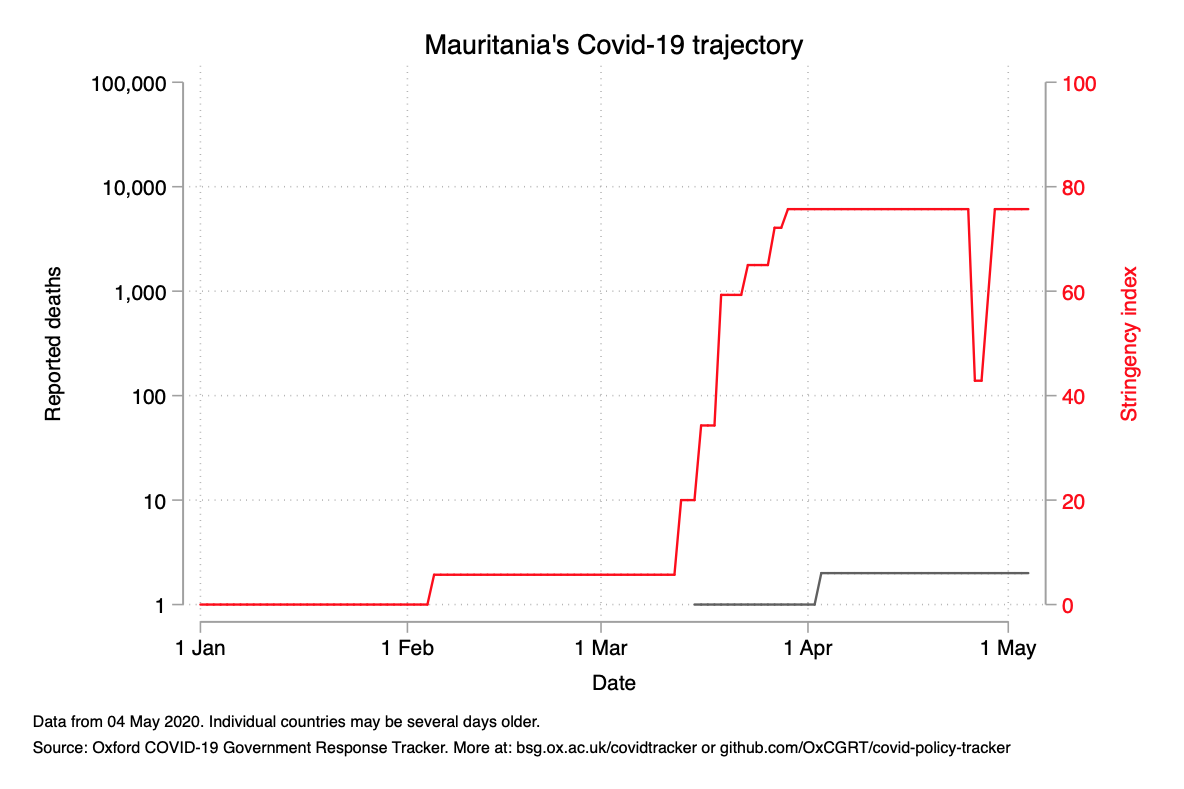 Mauritania's Covid-19 trajectory
100,000
10,000
1,000
100
10
1
Reported deaths
100
80
60
40
20
0
Stringency index
1 Jan
1 Feb
1 Mar
1 Apr
1 May
Date
Data from 04 May 2020. Individual countries may be several days older.
Source: Oxford COVID-19 Government Response Tracker. More at: bsg.ox.ac.uk/covidtracker or github.com/OxCGRT/covid-policy-tracker